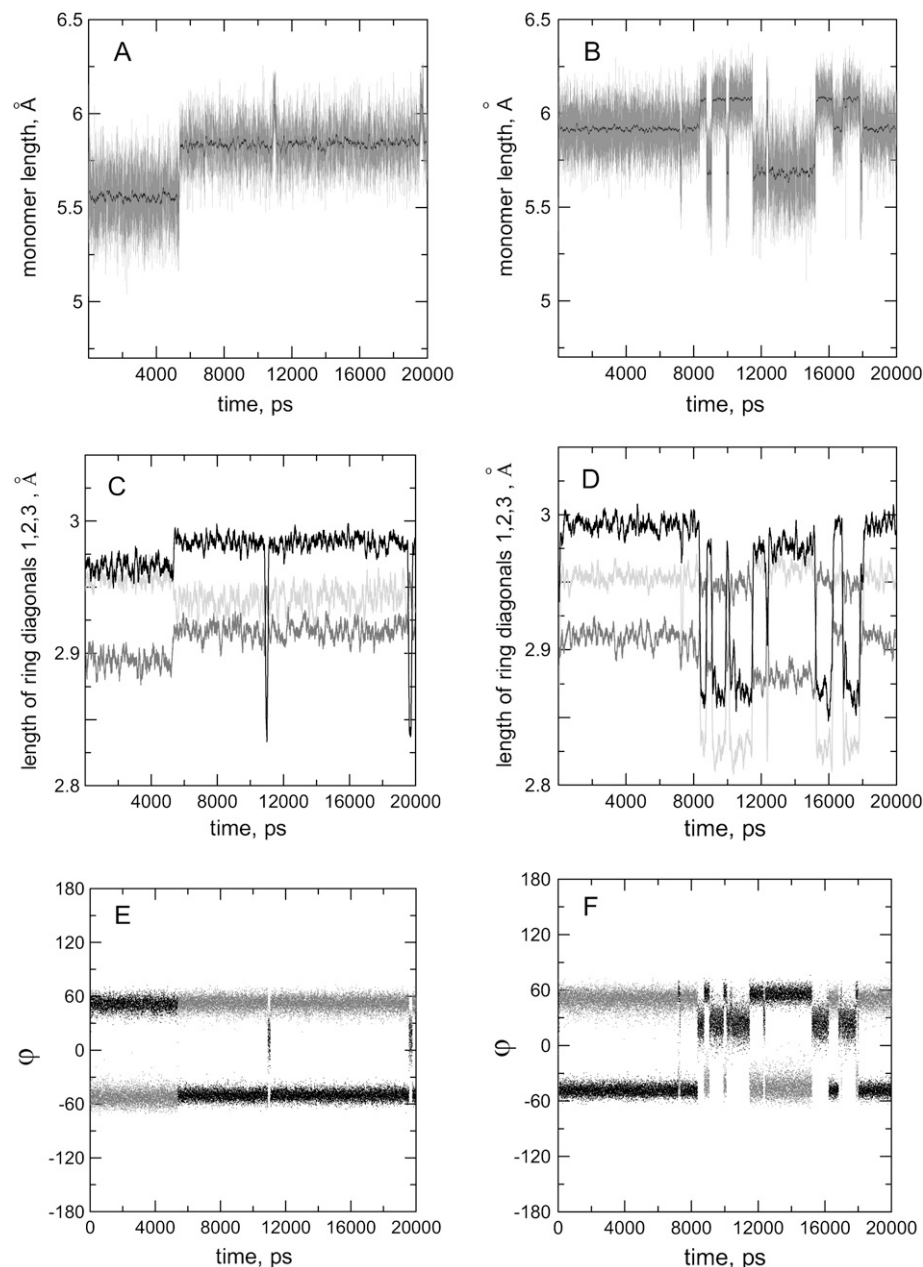 A
6.5
6
5.5
5
monomer length, Å
4000 8000 12000 16000 20000
time, ps
B
6.5
6
5.5
5
monomer length, Å
4000 8000 12000 16000 20000
time, ps
C
3
2.9
2.8
length of ring diagonals 1,2,3 , Å
4000 8000 12000 16000 20000
time, ps
D
3
2.9
2.8
length of ring diagonals 1,2,3, Å
4000 8000 12000 16000 20000
time, ps
E
180
120
60
0
-60
-120
-180
φ
0 4000 8000 12000 16000 20000
time, ps
F
180
120
60
0
-60
-120
-180
φ
0 4000 8000 12000 16000 20000
time, ps